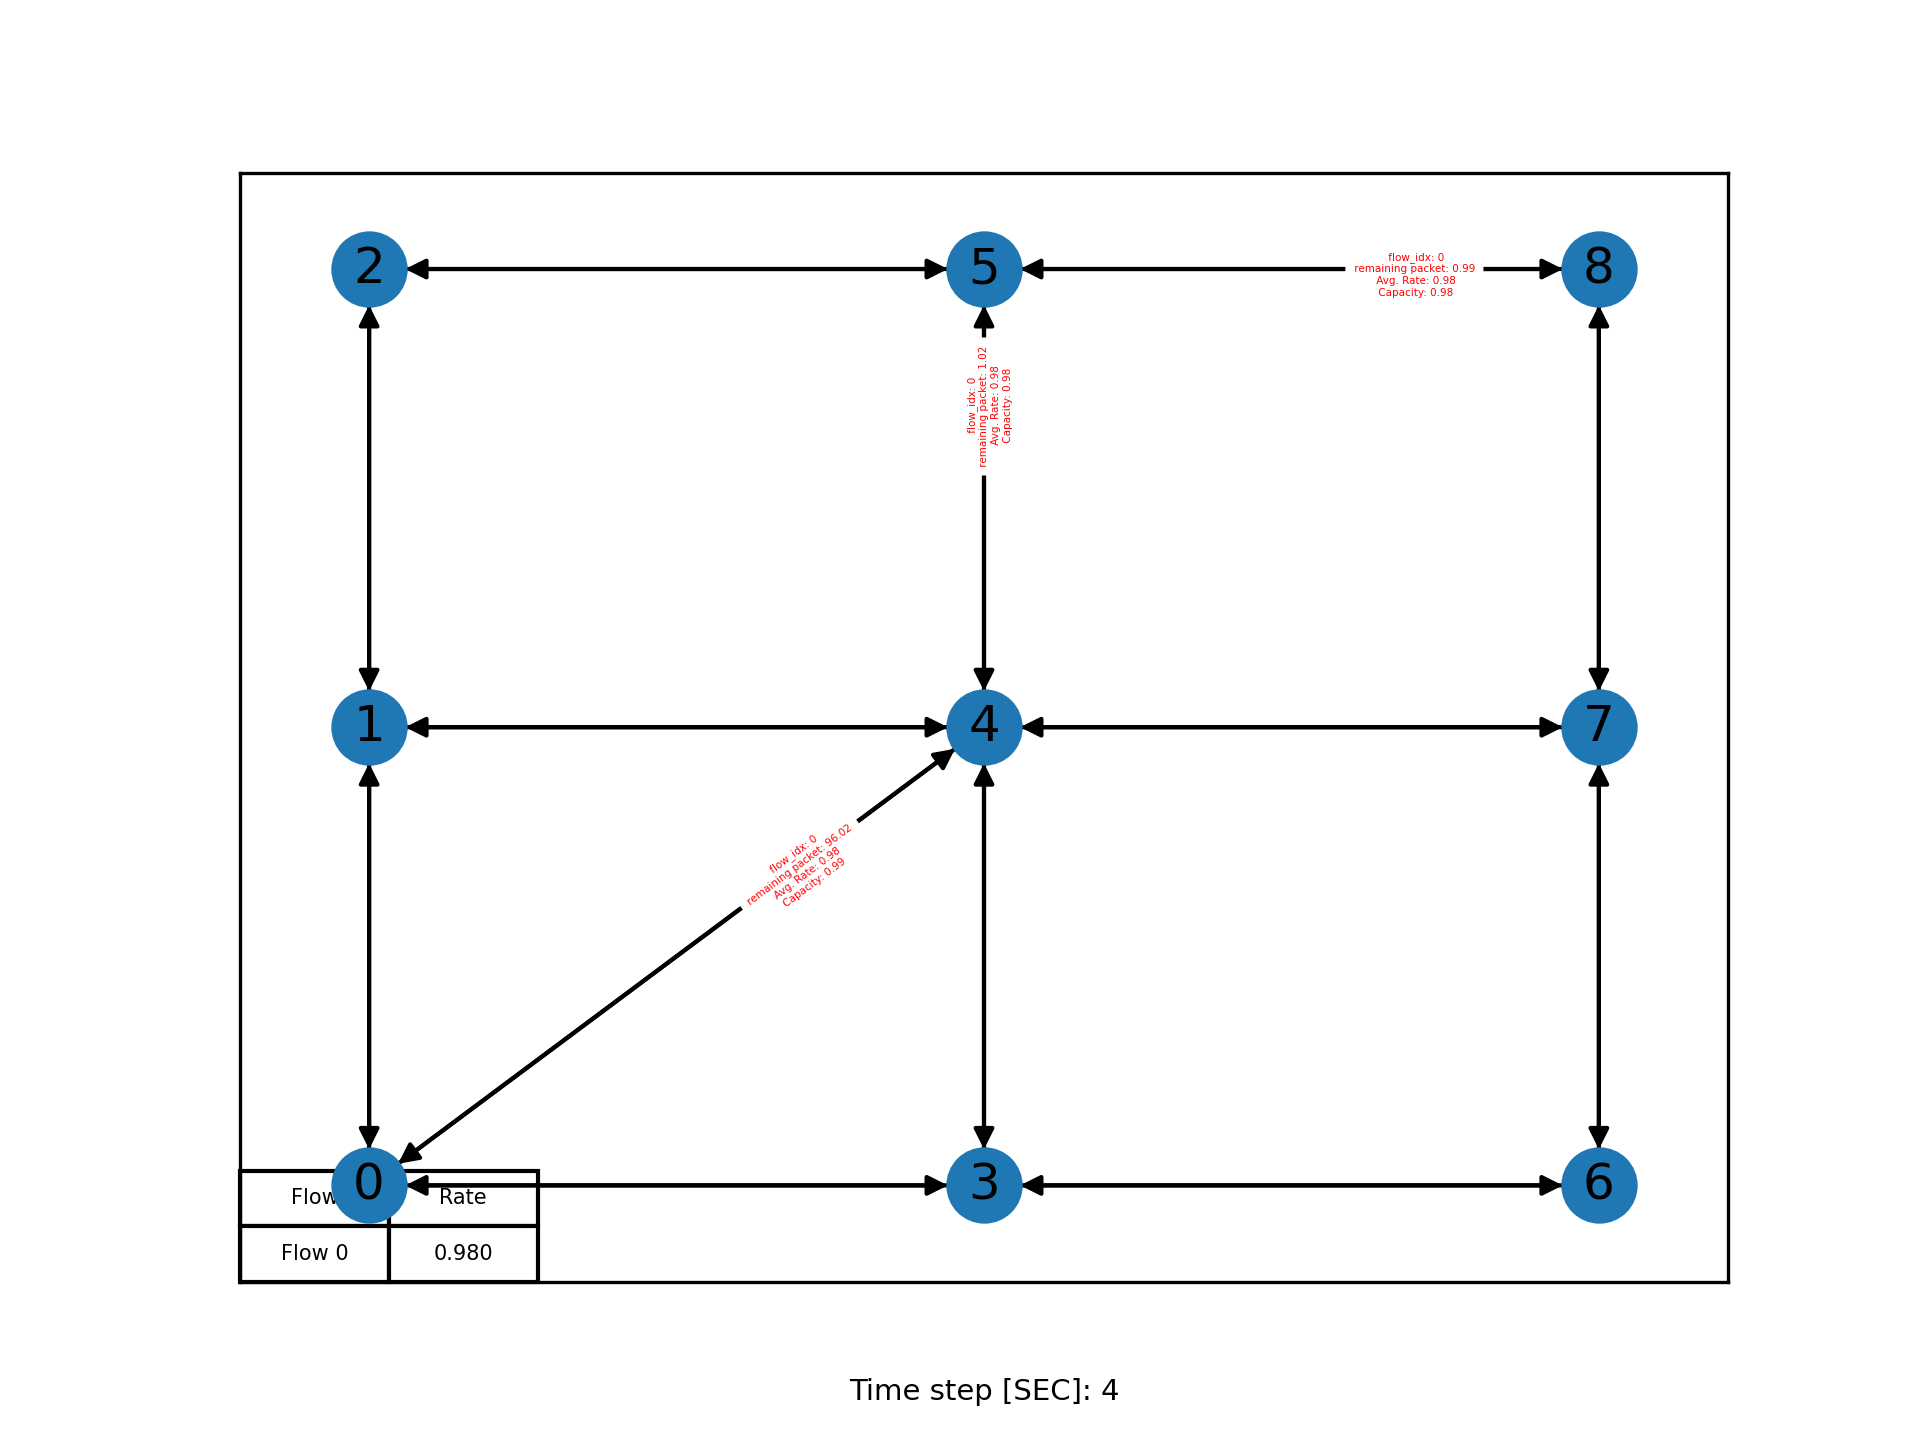 2
5
flow_idx: 0
remaining packet: 0.99
Avg. Rate: 0.98
Capacity: 0.98
8
flow_idx: 0
remaining packet: 1.02
Avg. Rate: 0.98
Capacity: 0.98
1
4
7
flow_idx: 0
remaining packet: 96.02
Avg. Rate: 0.98
Capacity: 0.99
0
3
6
Flow Rate
Flow 0 0.980
Time step [SEC]: 4